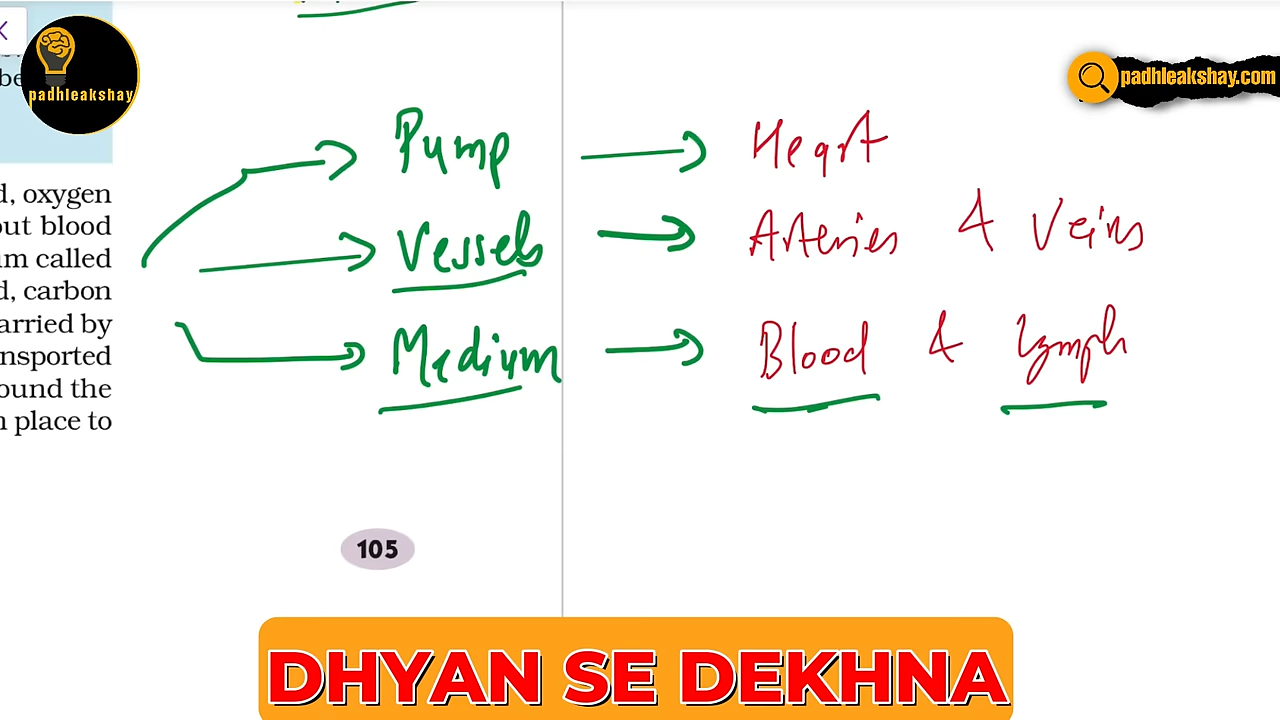 be
padhleakshay
padhleakshay.com
Pump → Heart
Vessels → Arteries & Veins
Medium → Blood & Lymph
d, oxygen
out blood
m called
d, carbon
arried by
nsported
ound the
n place to
105
DHYAN SE DEKHNA